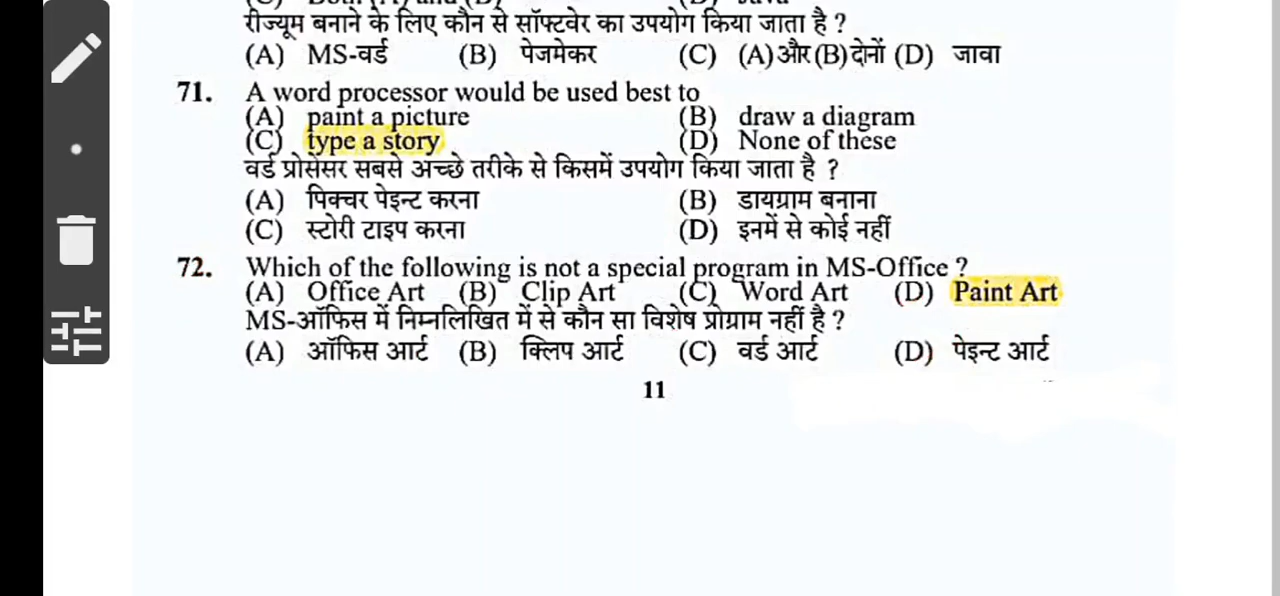 रीज्यूम बनाने के लिए कौन से सॉफ्टवेर का उपयोग किया जाता है ?
(A) MS-वर्ड (B) पेजमेकर (C) (A) और (B) दोनों (D) जावा
71. A word processor would be used best to
(A) paint a picture (B) draw a diagram
(C) type a story (D) None of these
वर्ड प्रोसेसर सबसे अच्छे तरीके से किसमें उपयोग किया जाता है ?
(A) पिक्चर पेइन्ट करना (B) डायग्राम बनाना
(C) स्टोरी टाइप करना (D) इनमें से कोई नहीं
72. Which of the following is not a special program in MS-Office ?
(A) Office Art (B) Clip Art (C) Word Art (D) Paint Art
MS-ऑफिस में निम्नलिखित में से कौन सा विशेष प्रोग्राम नहीं है ?
(A) ऑफिस आर्ट (B) क्लिप आर्ट (C) वर्ड आर्ट (D) पेइन्ट आर्ट
11